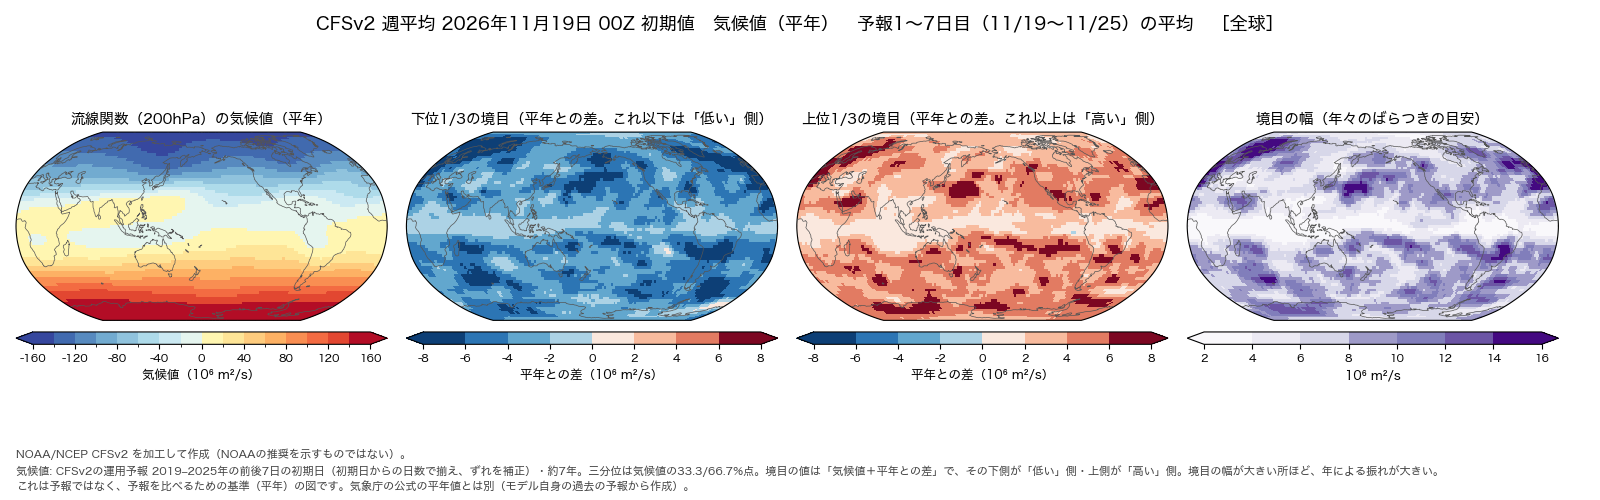 CFSv2 週平均 2026年11月19日 00Z 初期値　気候値（平年）　予報1～7日目（11/19～11/25）の平均　［全球］
流線関数（200hPa）の気候値（平年）
下位1/3の境目（平年との差。これ以下は「低い」側）
上位1/3の境目（平年との差。これ以上は「高い」側）
境目の幅（年々のばらつきの目安）
-160 -120 -80 -40 0 40 80 120 160
気候値（10⁶ m²/s）
-8 -6 -4 -2 0 2 4 6 8
平年との差（10⁶ m²/s）
-8 -6 -4 -2 0 2 4 6 8
平年との差（10⁶ m²/s）
2 4 6 8 10 12 14 16
10⁶ m²/s
NOAA/NCEP CFSv2 を加工して作成（NOAAの推奨を示すものではない）。
気候値: CFSv2の運用予報 2019–2025年の前後7日の初期日（初期日からの日数で揃え、ずれを補正）・約7年。三分位は気候値の33.3/66.7%点。境目の値は「気候値＋平年との差」で、その下側が「低い」側・上側が「高い」側。境目の幅が大きい所ほど、年による振れが大きい。
これは予報ではなく、予報を比べるための基準（平年）の図です。気象庁の公式の平年値とは別（モデル自身の過去の予報から作成）。